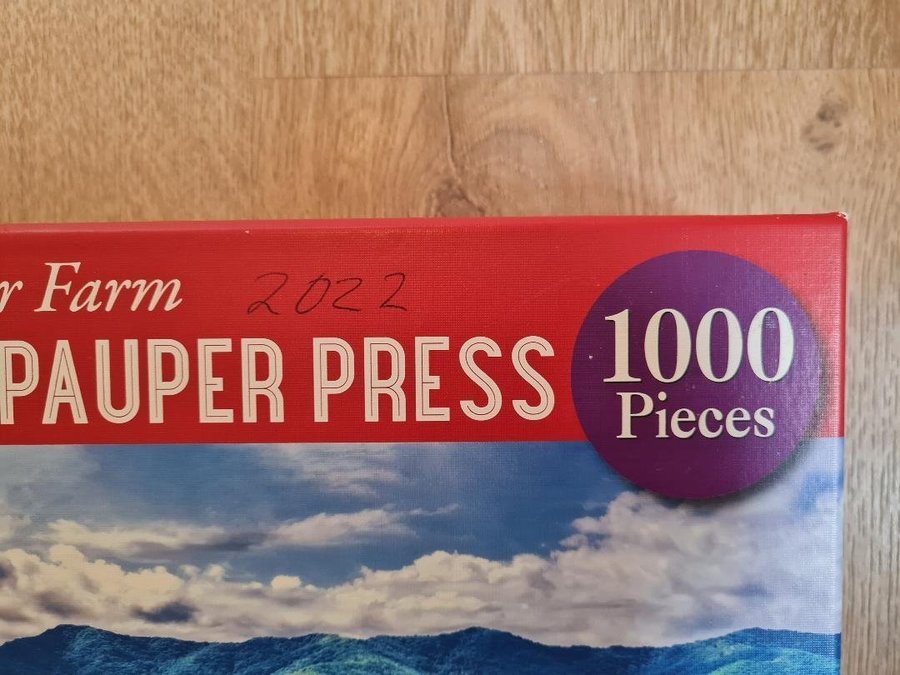 r Farm 2022
PAUPER PRESS
1000
Pieces